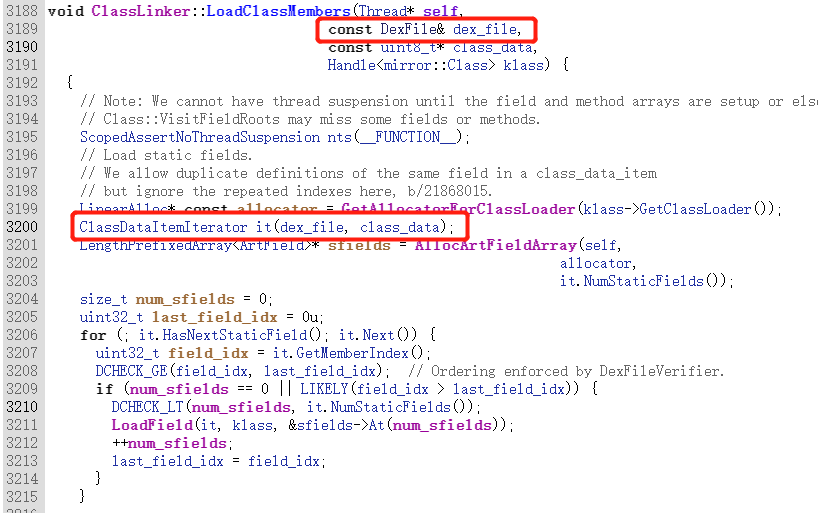 3188 void ClassLinker::LoadClassMembers(Thread* self,
3189 const DexFile& dex_file,
3190 const uint8_t* class_data,
3191 Handle<mirror::Class> klass) {
3192 {
3193 // Note: We cannot have thread suspension until the field and method arrays are setup or else
3194 // Class::VisitFieldRoots may miss some fields or methods.
3195 ScopedAssertNoThreadSuspension nts(__FUNCTION__);
3196 // Load static fields.
3197 // We allow duplicate definitions of the same field in a class_data_item
3198 // but ignore the repeated indexes here, b/21868015.
3199 LinearAlloc* const allocator = GetAllocatorForClassLoader(klass->GetClassLoader());
3200 ClassDataItemIterator it(dex_file, class_data);
3201 LengthPrefixedArray<ArtField>* sfields = AllocArtFieldArray(self,
3202 allocator,
3203 it.NumStaticFields());
3204 size_t num_sfields = 0;
3205 uint32_t last_field_idx = 0u;
3206 for (; it.HasNextStaticField(); it.Next()) {
3207 uint32_t field_idx = it.GetMemberIndex();
3208 DCHECK_GE(field_idx, last_field_idx); // Ordering enforced by DexFileVerifier.
3209 if (num_sfields == 0 || LIKELY(field_idx > last_field_idx)) {
3210 DCHECK_LT(num_sfields, it.NumStaticFields());
3211 LoadField(it, klass, &sfields->At(num_sfields));
3212 ++num_sfields;
3213 last_field_idx = field_idx;
3214 }
3215 }